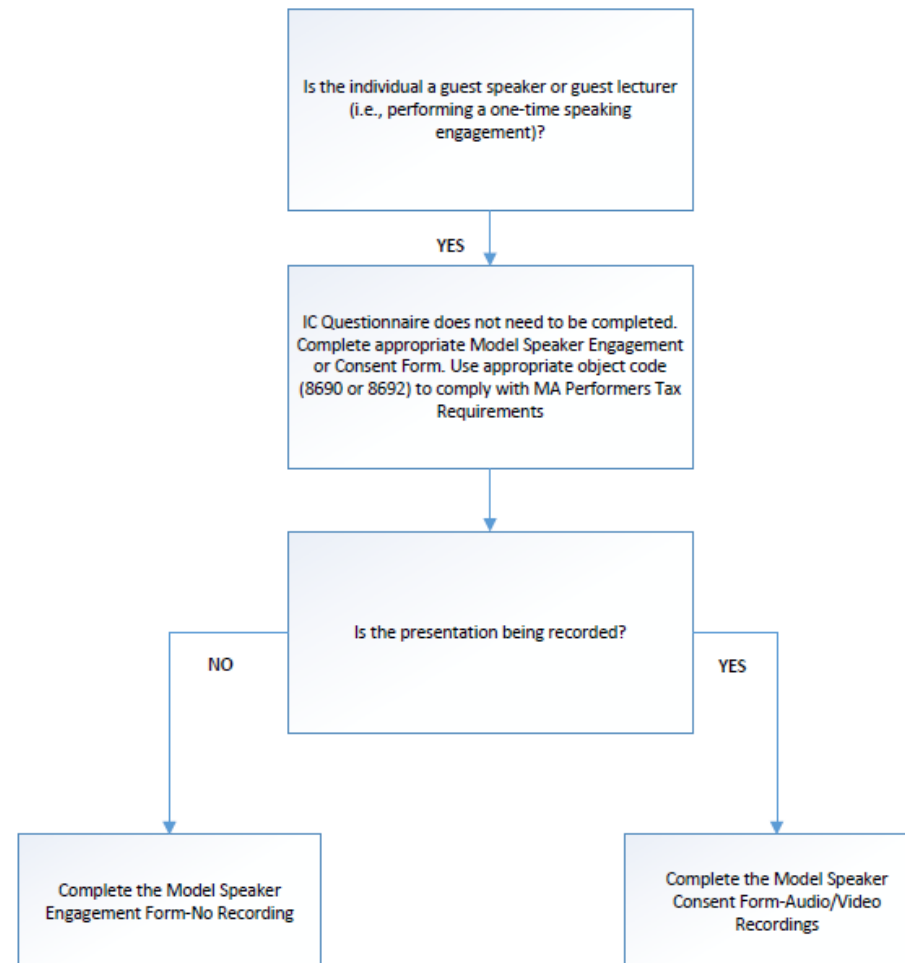 Is the individual a guest speaker or guest lecturer
(i.e., performing a one-time speaking
engagement)?
YES
IC Questionnaire does not need to be completed.
Complete appropriate Model Speaker Engagement
or Consent Form. Use appropriate object code
(8690 or 8692) to comply with MA Performers Tax
Requirements
Is the presentation being recorded?
NO
YES
Complete the Model Speaker
Engagement Form-No Recording
Complete the Model Speaker
Consent Form-Audio/Video
Recordings